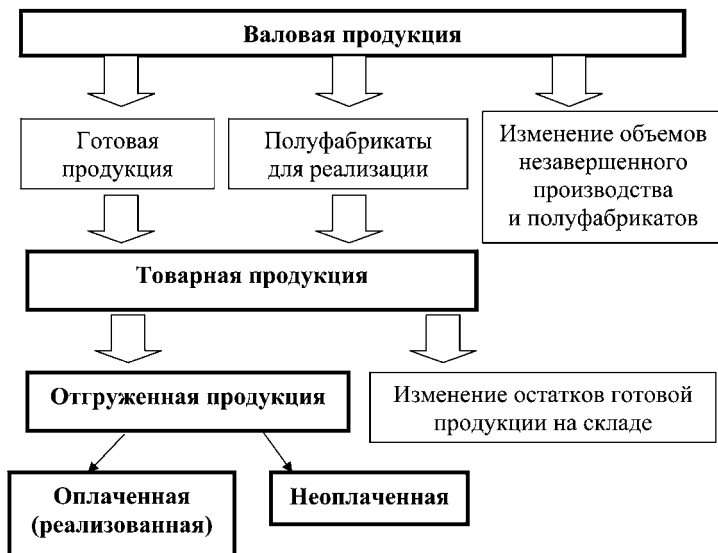 Валовая продукция
Готовая
продукция
Полуфабрикаты
для реализации
Изменение объемов
незавершенного
производства
и полуфабрикатов
Товарная продукция
Отгруженная продукция
Изменение остатков готовой
продукции на складе
Оплаченная
(реализованная)
Неоплаченная